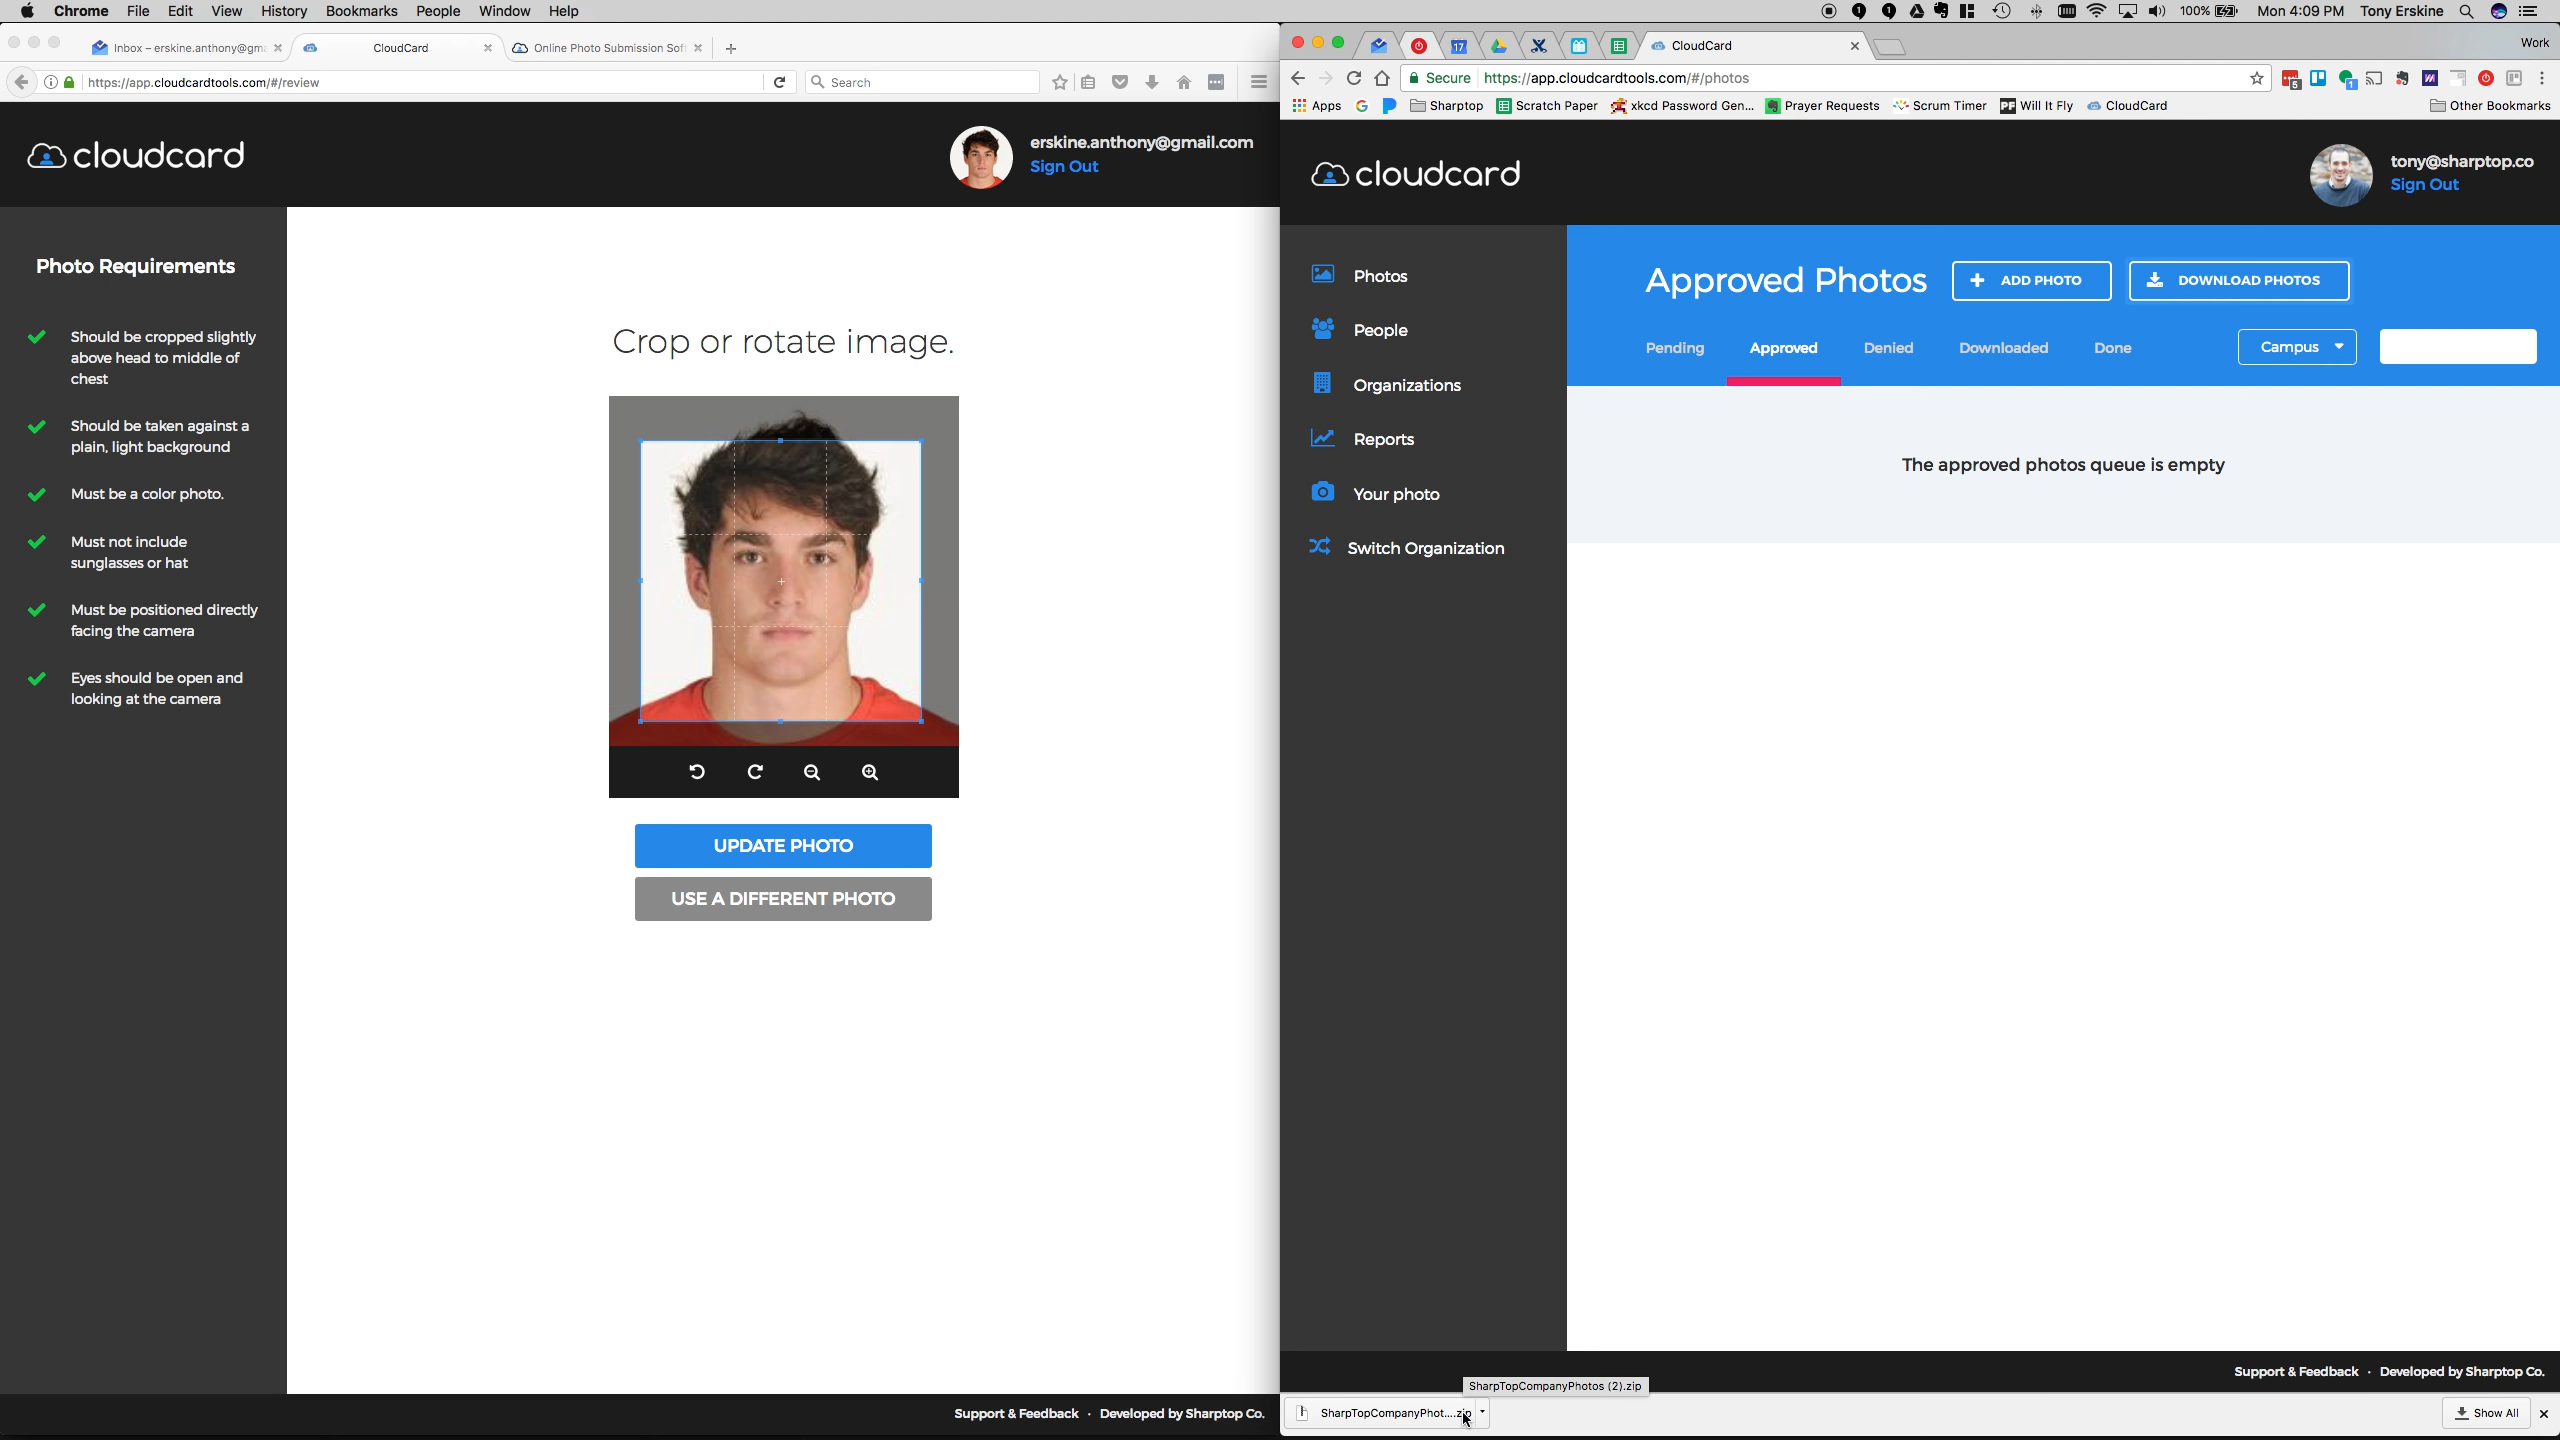 Chrome File Edit View History Bookmarks People Window Help
100% Mon 4:09 PM Tony Erskine
Inbox – erskine.anthony@gma
CloudCard
Online Photo Submission Sof
https://app.cloudcardtools.com/#/review
Search
cloudcard
erskine.anthony@gmail.com
Sign Out
Photo Requirements
Should be cropped slightly
above head to middle of
chest
Should be taken against a
plain, light background
Must be a color photo.
Must not include
sunglasses or hat
Must be positioned directly
facing the camera
Eyes should be open and
looking at the camera
Crop or rotate image.
UPDATE PHOTO
USE A DIFFERENT PHOTO
Support & Feedback · Developed by Sharptop Co.
17
CloudCard
Work
Secure https://app.cloudcardtools.com/#/photos
Apps Sharptop Scratch Paper xkcd Password Gen... Prayer Requests Scrum Timer PF Will It Fly CloudCard Other Bookmarks
cloudcard
tony@sharptop.co
Sign Out
Photos
People
Organizations
Reports
Your photo
Switch Organization
Approved Photos
ADD PHOTO
DOWNLOAD PHOTOS
Pending Approved Denied Downloaded Done
Campus
The approved photos queue is empty
Support & Feedback · Developed by Sharptop Co.
SharpTopCompanyPhotos (2).zip
SharpTopCompanyPhot....zip
Show All